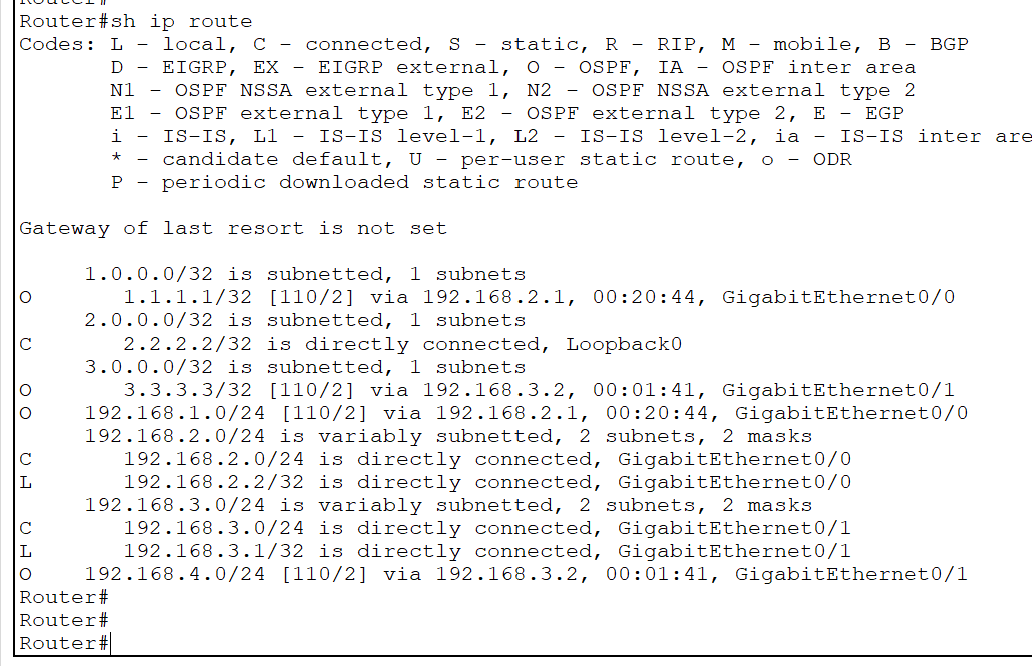 Router#
Router#sh ip route
Codes: L - local, C - connected, S - static, R - RIP, M - mobile, B - BGP
       D - EIGRP, EX - EIGRP external, O - OSPF, IA - OSPF inter area
       N1 - OSPF NSSA external type 1, N2 - OSPF NSSA external type 2
       E1 - OSPF external type 1, E2 - OSPF external type 2, E - EGP
       i - IS-IS, L1 - IS-IS level-1, L2 - IS-IS level-2, ia - IS-IS inter are
       * - candidate default, U - per-user static route, o - ODR
       P - periodic downloaded static route

Gateway of last resort is not set

     1.0.0.0/32 is subnetted, 1 subnets
O       1.1.1.1/32 [110/2] via 192.168.2.1, 00:20:44, GigabitEthernet0/0
     2.0.0.0/32 is subnetted, 1 subnets
C       2.2.2.2/32 is directly connected, Loopback0
     3.0.0.0/32 is subnetted, 1 subnets
O       3.3.3.3/32 [110/2] via 192.168.3.2, 00:01:41, GigabitEthernet0/1
O    192.168.1.0/24 [110/2] via 192.168.2.1, 00:20:44, GigabitEthernet0/0
     192.168.2.0/24 is variably subnetted, 2 subnets, 2 masks
C       192.168.2.0/24 is directly connected, GigabitEthernet0/0
L       192.168.2.2/32 is directly connected, GigabitEthernet0/0
     192.168.3.0/24 is variably subnetted, 2 subnets, 2 masks
C       192.168.3.0/24 is directly connected, GigabitEthernet0/1
L       192.168.3.1/32 is directly connected, GigabitEthernet0/1
O    192.168.4.0/24 [110/2] via 192.168.3.2, 00:01:41, GigabitEthernet0/1
Router#
Router#
Router#